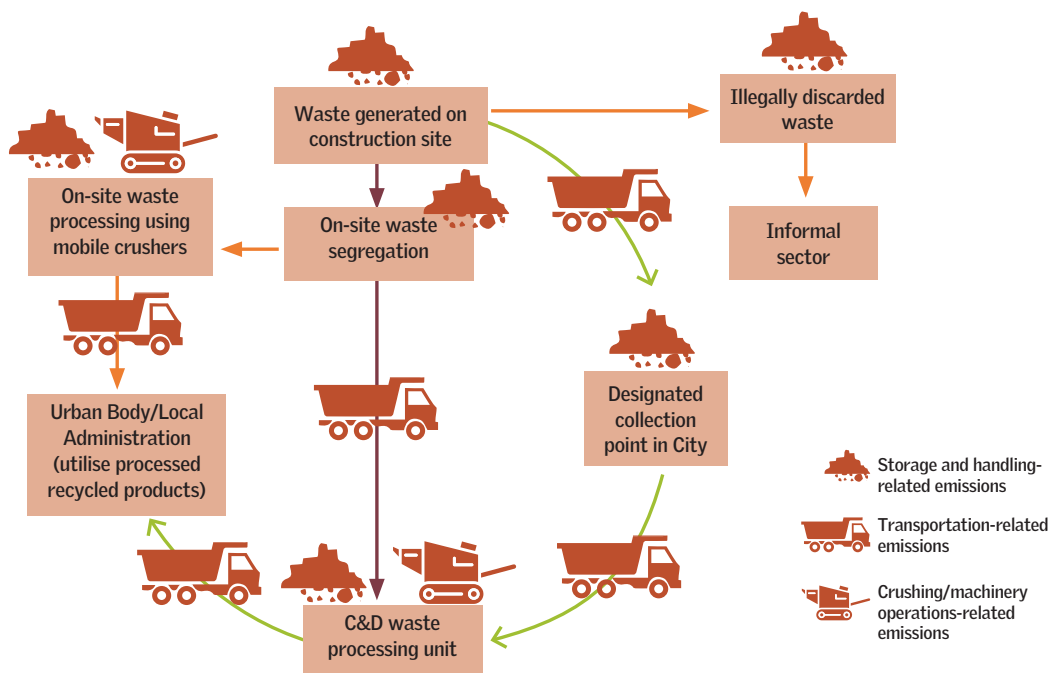 Waste generated on
construction site
Illegally discarded
waste
On-site waste
processing using
mobile crushers
On-site waste
segregation
Informal
sector
Urban Body/Local
Administration
(utilise processed
recycled products)
Designated
collection
point in City
C&D waste
processing unit
Storage and handling-
related emissions
Transportation-related
emissions
Crushing/machinery
operations-related
emissions